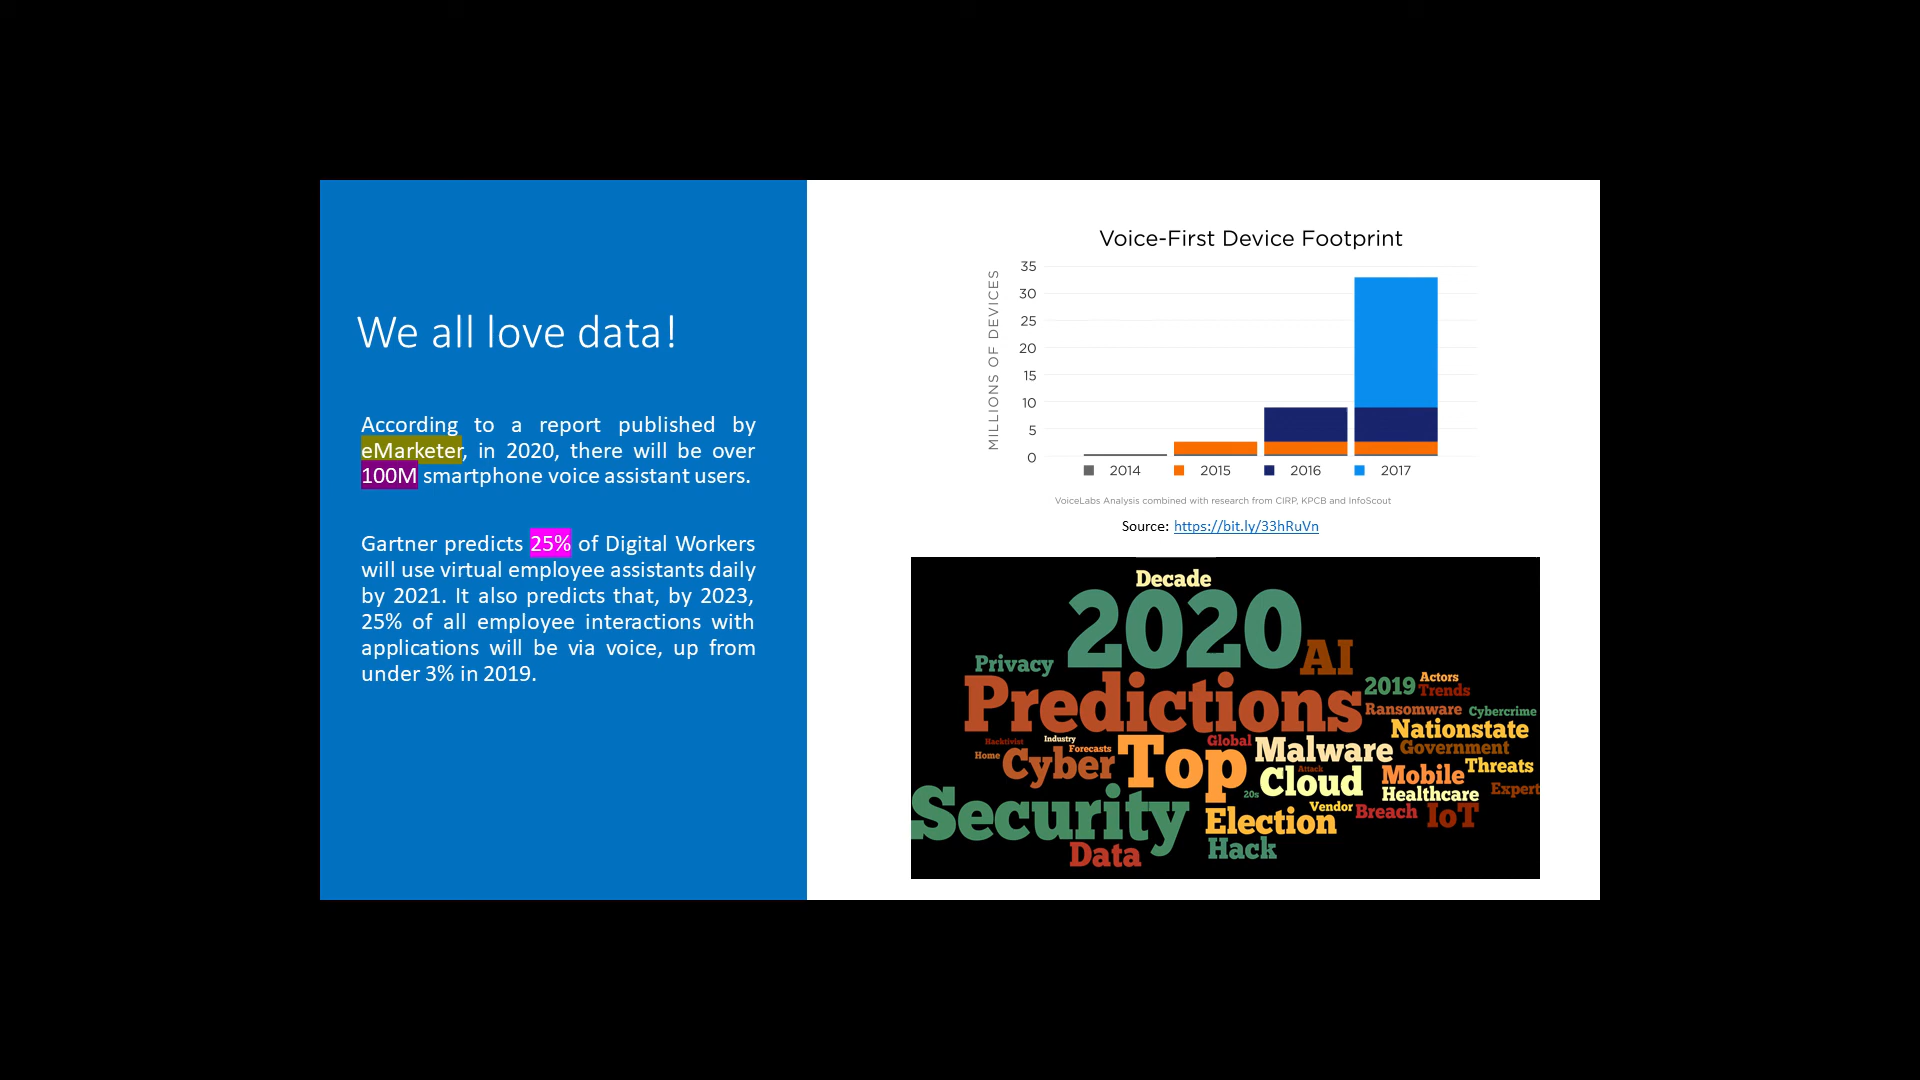 We all love data!
According to a report published by
eMarketer, in 2020, there will be over
100M smartphone voice assistant users.
Gartner predicts 25% of Digital Workers
will use virtual employee assistants daily
by 2021. It also predicts that, by 2023,
25% of all employee interactions with
applications will be via voice, up from
under 3% in 2019.
Voice-First Device Footprint
MILLIONS OF DEVICES
35
30
25
20
15
10
5
0
2014 2015 2016 2017
VoiceLabs Analysis combined with research from CIRP, KPCB and InfoScout
Source: https://bit.ly/33hRuVn
Decade
2020
AI
Privacy
Predictions
2019
Actors
Trends
Ransomware
Cybercrime
Nationstate
Hacktivist
Industry
Forecasts
Home
Cyber
Top
Global
Malware
Government
Attack
Cloud
Mobile
Threats
Healthcare
Expert
20s
Security
Election
Vendor
Breach
IoT
Data
Hack